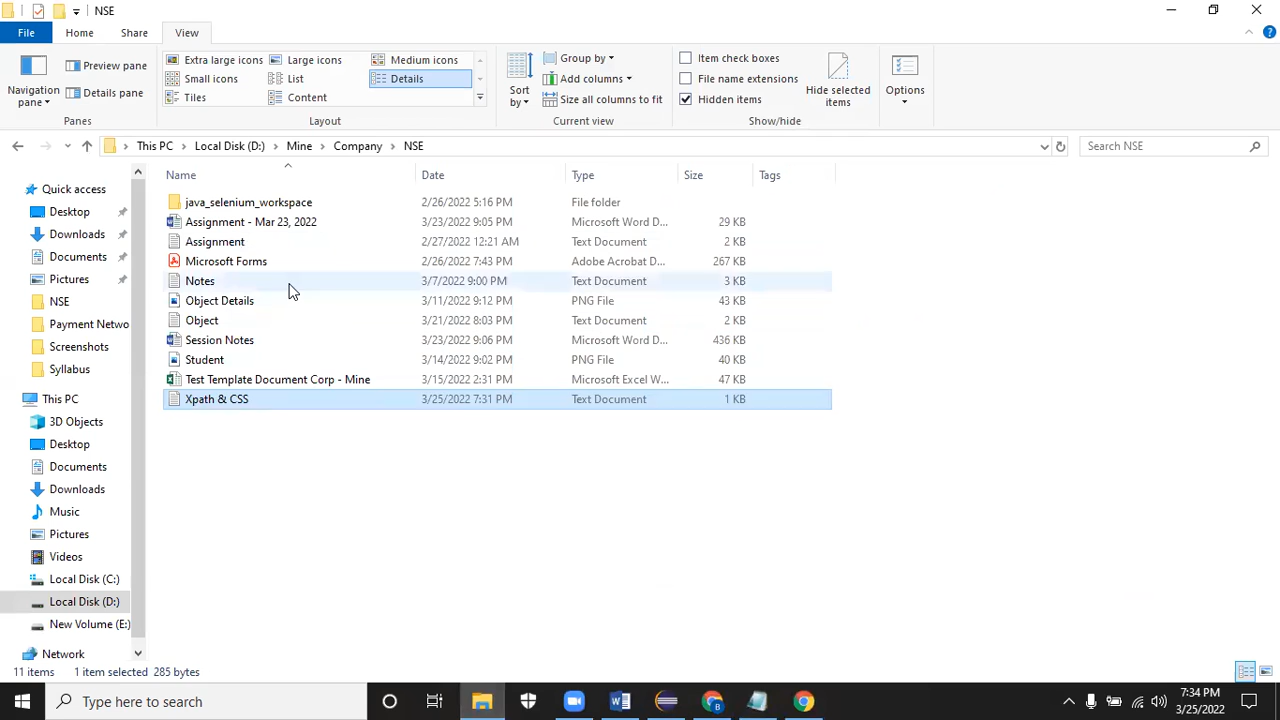 NSE
File Home Share View
Navigation panes
Preview pane
Details pane
Panes
Extra large icons Large icons Medium icons
Small icons List Details
Tiles Content
Layout
Sort by
Group by
Add columns
Size all columns to fit
Current view
Item check boxes
File name extensions
Hidden items
Hide selected items
Show/hide
Options
This PC Local Disk (D:) Mine Company NSE
Search NSE
Name Date Type Size Tags
java_selenium_workspace 2/26/2022 5:16 PM File folder
Assignment - Mar 23, 2022 3/23/2022 9:05 PM Microsoft Word D... 29 KB
Assignment 2/27/2022 12:21 AM Text Document 2 KB
Microsoft Forms 2/26/2022 7:43 PM Adobe Acrobat D... 267 KB
Notes 3/7/2022 9:00 PM Text Document 3 KB
Object Details 3/11/2022 9:12 PM PNG File 43 KB
Object 3/21/2022 8:03 PM Text Document 2 KB
Session Notes 3/23/2022 9:06 PM Microsoft Word D... 436 KB
Student 3/14/2022 9:02 PM PNG File 40 KB
Test Template Document Corp - Mine 3/15/2022 2:31 PM Microsoft Excel W... 47 KB
Xpath & CSS 3/25/2022 7:31 PM Text Document 1 KB
Quick access
Desktop
Downloads
Documents
Pictures
NSE
Payment Netwo
Screenshots
Syllabus
This PC
3D Objects
Desktop
Documents
Downloads
Music
Pictures
Videos
Local Disk (C:)
Local Disk (D:)
New Volume (E:)
Network
11 items 1 item selected 285 bytes
Type here to search
7:34 PM
3/25/2022